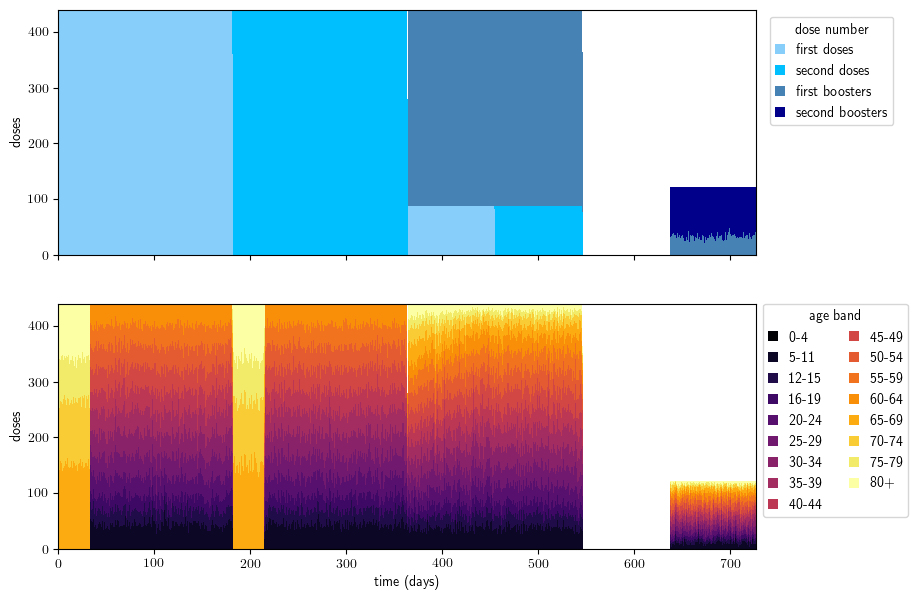 400
300
200
100
0
doses
dose number
first doses
second doses
first boosters
second boosters
400
300
200
100
0
doses
0 100 200 300 400 500 600 700
time (days)
age band
0-4 45-49
5-11 50-54
12-15 55-59
16-19 60-64
20-24 65-69
25-29 70-74
30-34 75-79
35-39 80+
40-44